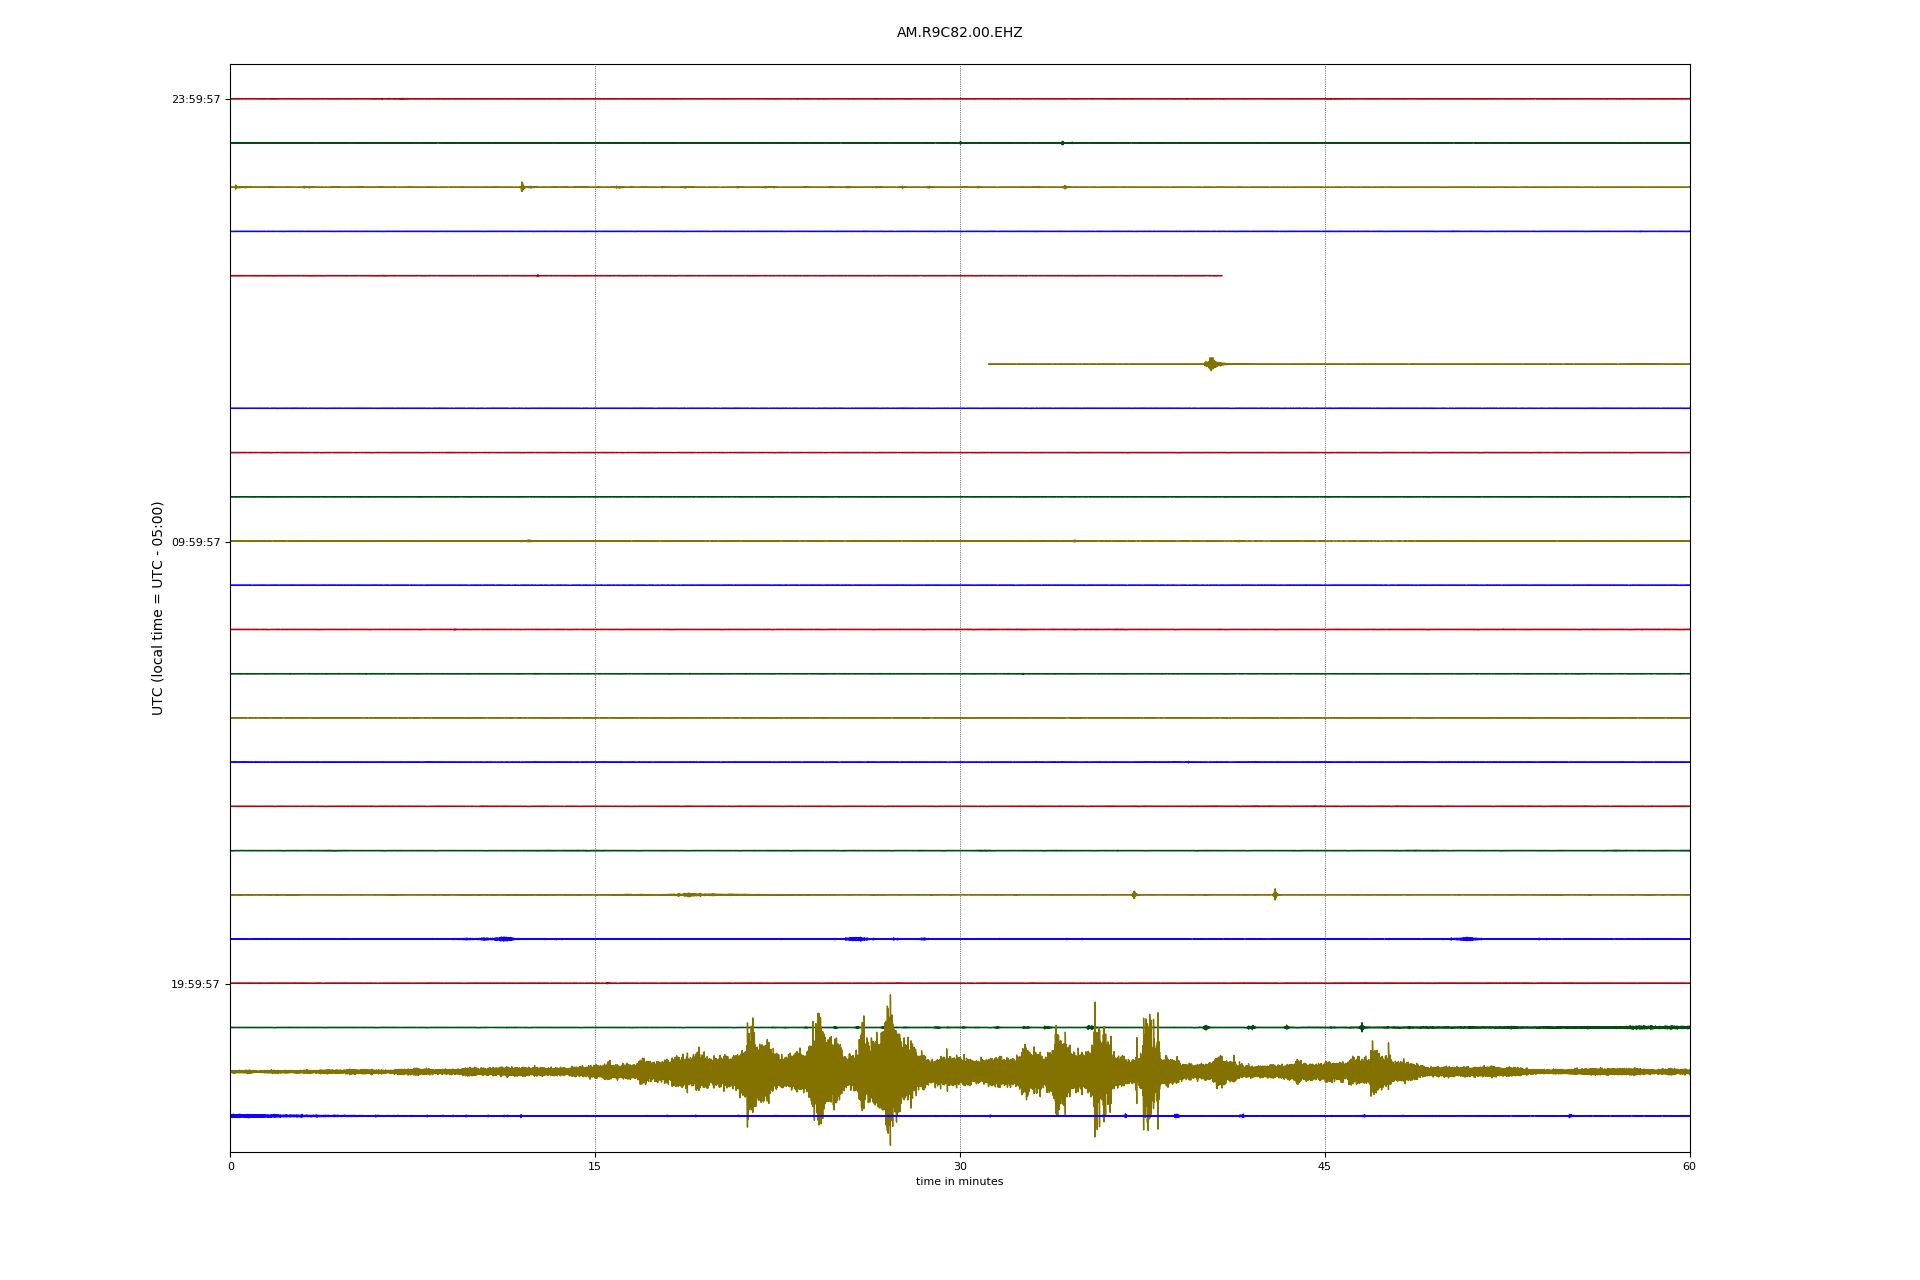 AM.R9C82.00.EHZ
23:59:57
09:59:57
19:59:57
UTC (local time = UTC - 05:00)
0 15 30 45 60
time in minutes